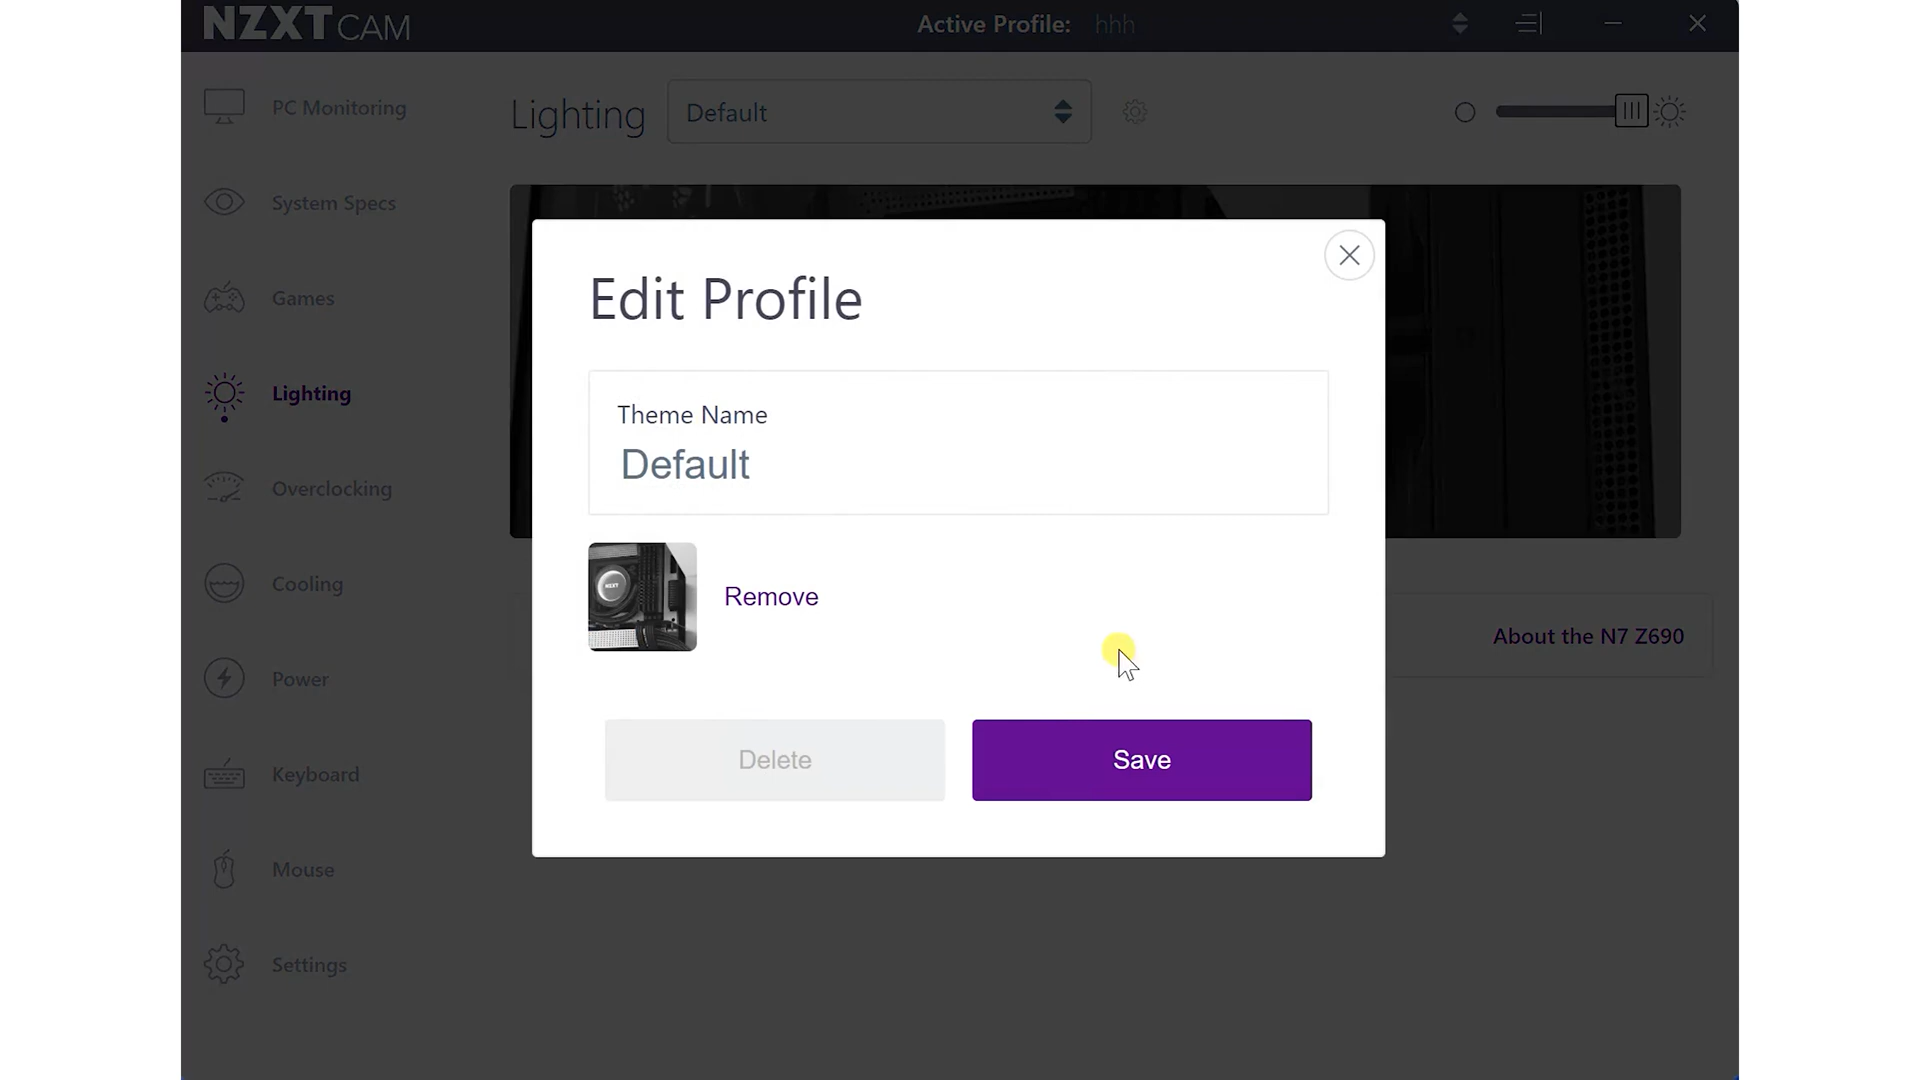 NZXT CAM
Active Profile: hhh
PC Monitoring
System Specs
Games
Lighting
Overclocking
Cooling
Power
Keyboard
Mouse
Settings
Lighting
Default
Edit Profile
Theme Name
Default
NZXT
Remove
Delete
Save
About the N7 Z690